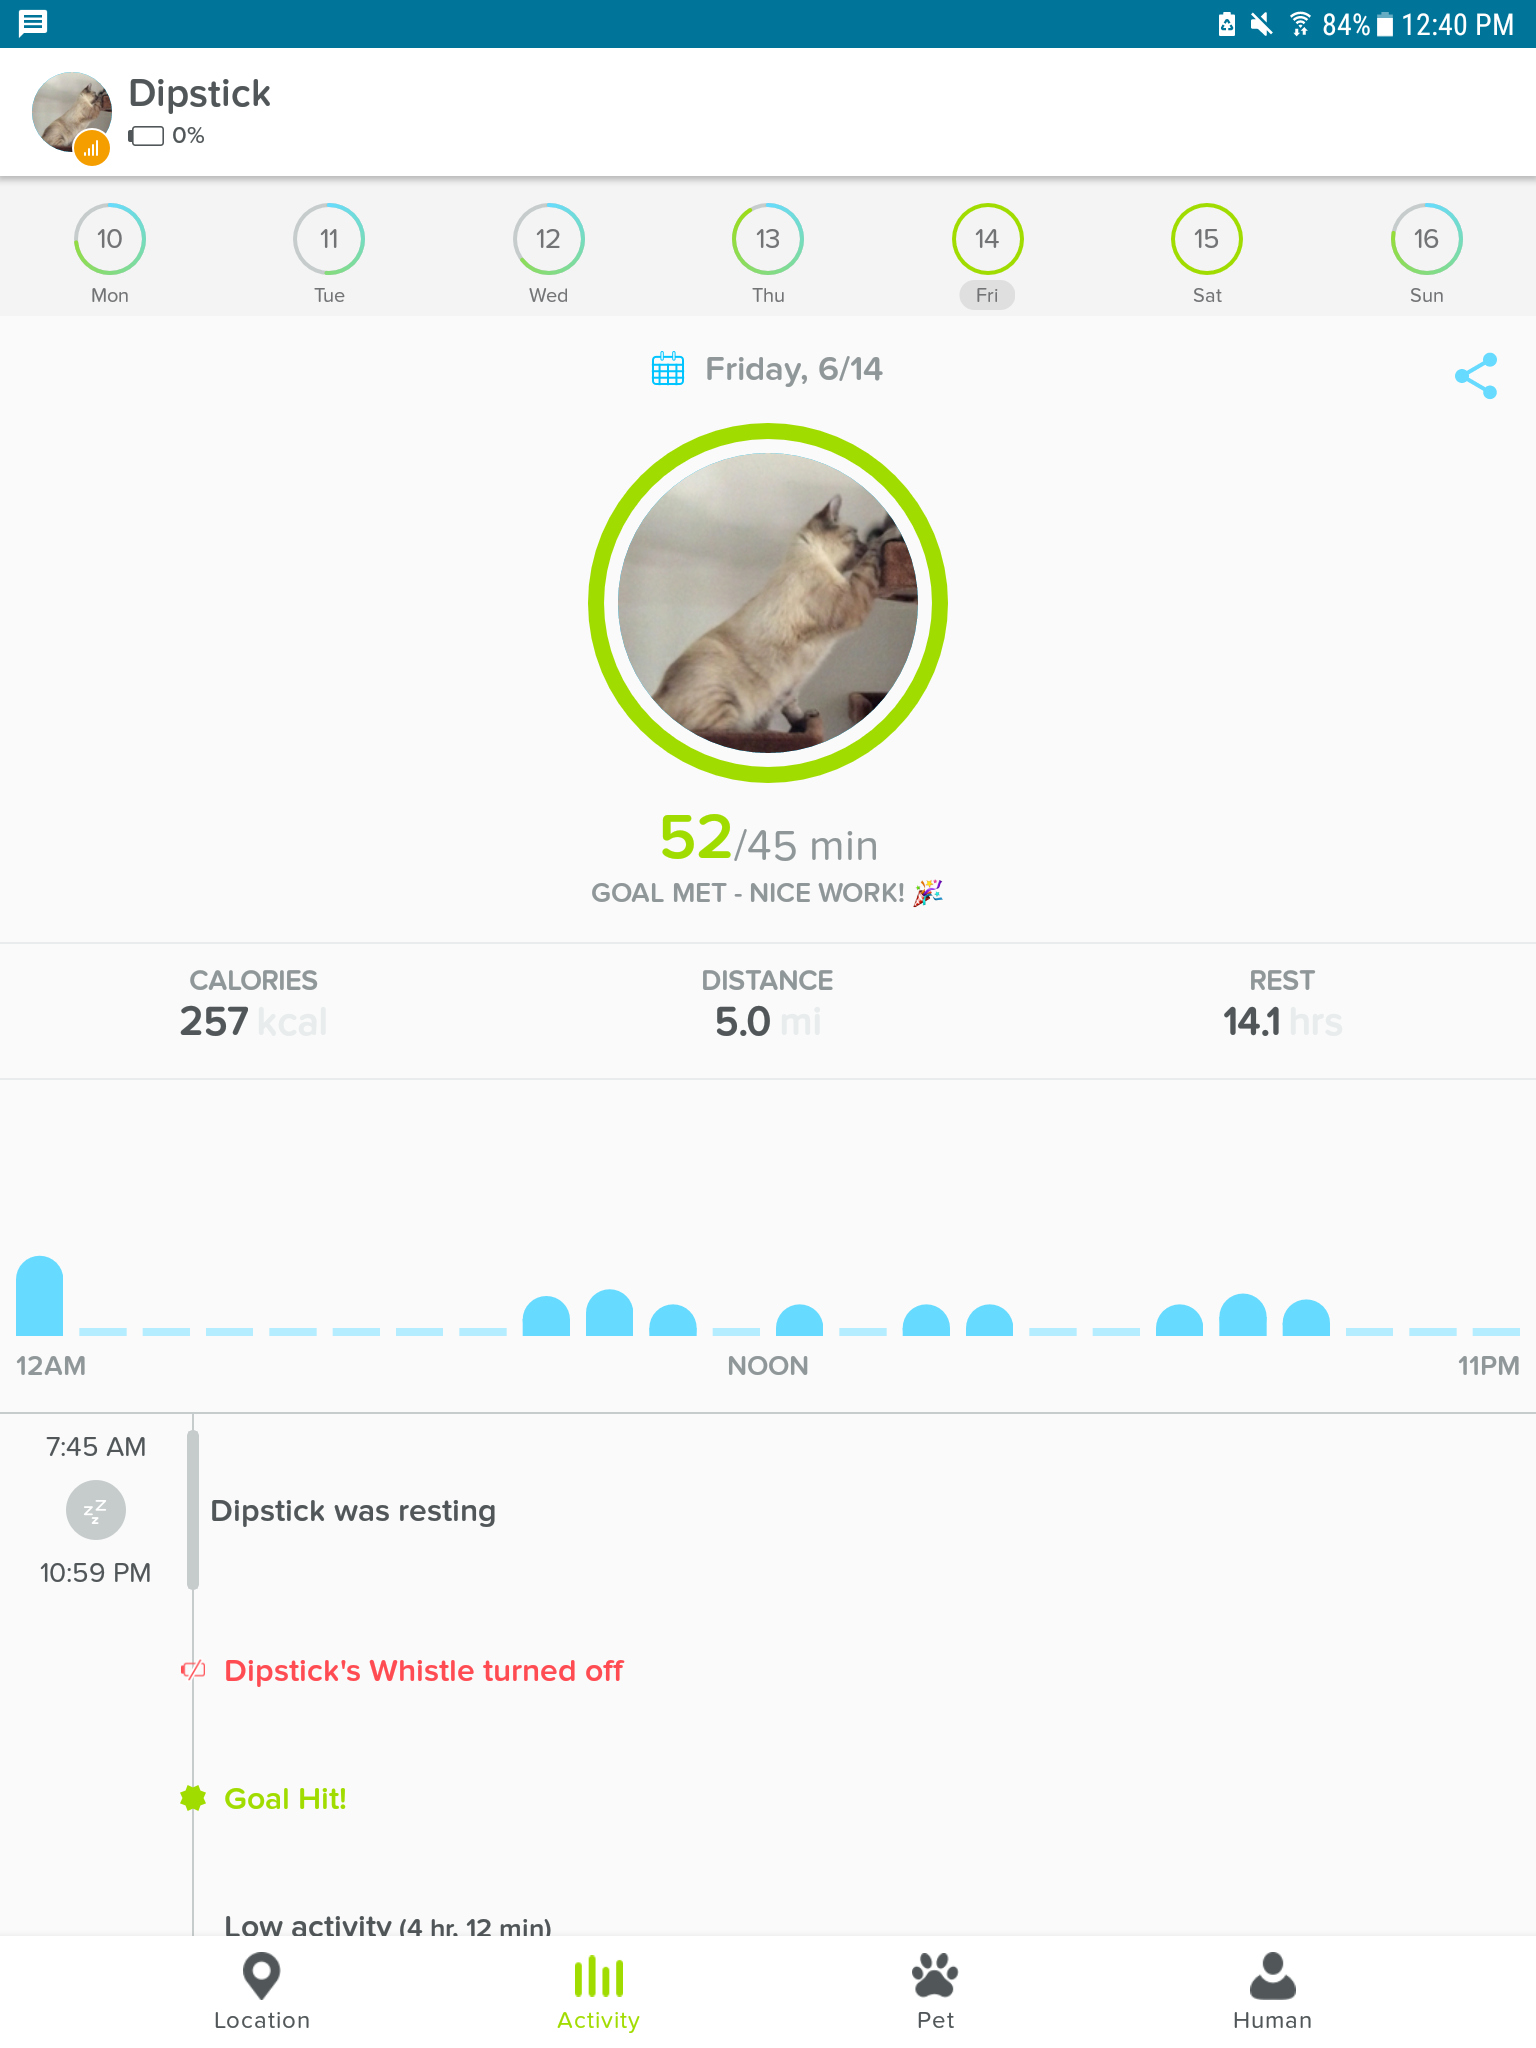 84% 12:40 PM
Dipstick
0%
10 11 12 13 14 15 16
Mon Tue Wed Thu Fri Sat Sun
Friday, 6/14
52/45 min
GOAL MET - NICE WORK! 🎉
CALORIES DISTANCE REST
257 kcal 5.0 mi 14.1 hrs
12AM NOON 11PM
7:45 AM
zzz
Dipstick was resting
10:59 PM
Dipstick's Whistle turned off
Goal Hit!
Low activity (4 hr, 12 min)
Location Activity Pet Human